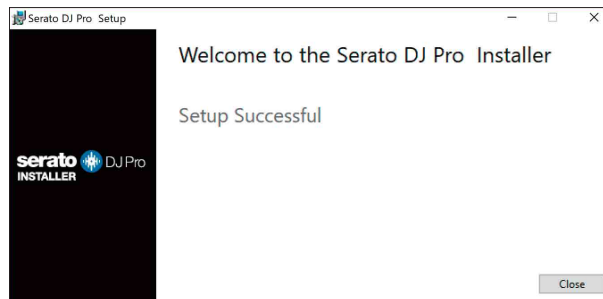 Serato DJ Pro  Setup
Welcome to the Serato DJ Pro  Installer
Setup Successful
serato DJ Pro
INSTALLER
Close